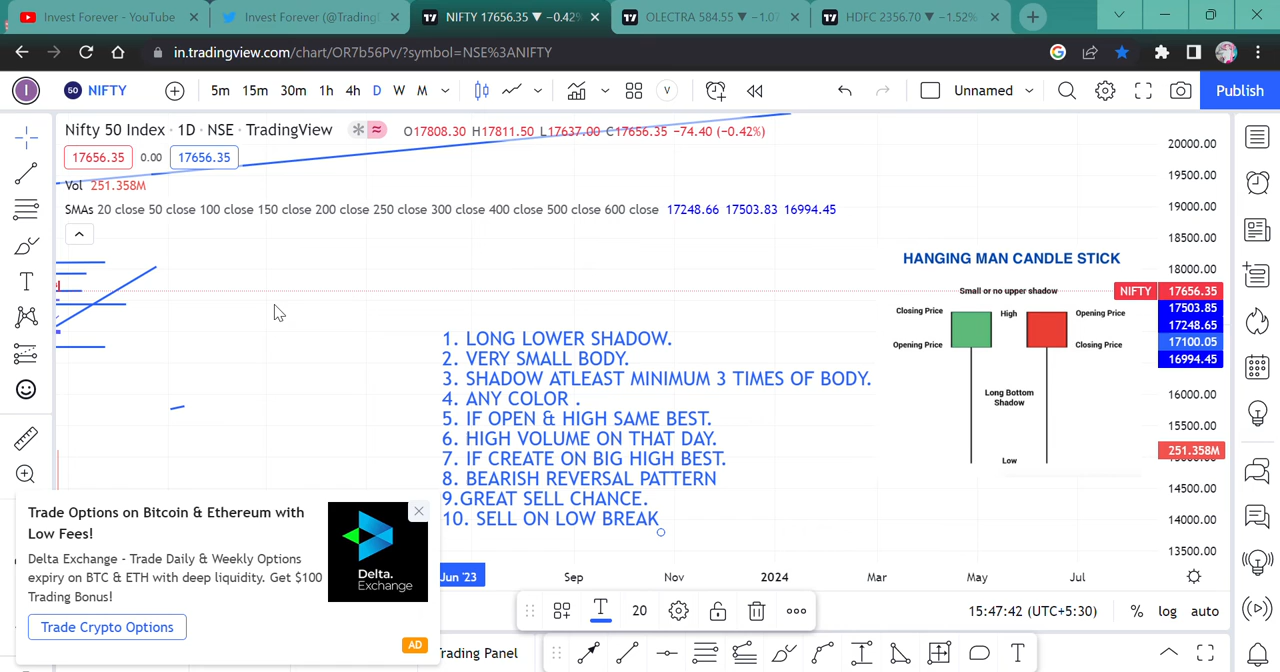 Invest Forever - YouTube
Invest Forever (@Trading
NIFTY 17656.35 ▼ −0.42%
OLECTRA 584.55 ▼ −1.07
HDFC 2356.70 ▼ −1.52%
in.tradingview.com/chart/OR7b56Pv/?symbol=NSE%3ANIFTY
I
50 NIFTY 5m 15m 30m 1h 4h D W M V Unnamed Publish
Nifty 50 Index · 1D · NSE · TradingView O17808.30 H17811.50 L17637.00 C17656.35 −74.40 (−0.42%)
17656.35 0.00 17656.35
Vol 251.358M
SMAs 20 close 50 close 100 close 150 close 200 close 250 close 300 close 400 close 500 close 600 close 17248.66 17503.83 16994.45
20000.00
19500.00
19000.00
18500.00
18000.00
NIFTY 17656.35
17503.85
17248.65
17100.05
16994.45
16000.00
15500.00
251.358M
14500.00
14000.00
13500.00
HANGING MAN CANDLE STICK
Small or no upper shadow
Closing Price High Opening Price
Opening Price Closing Price
Long Bottom
Shadow
Low
1. LONG LOWER SHADOW.
2. VERY SMALL BODY.
3. SHADOW ATLEAST MINIMUM 3 TIMES OF BODY.
4. ANY COLOR .
5. IF OPEN & HIGH SAME BEST.
6. HIGH VOLUME ON THAT DAY.
7. IF CREATE ON BIG HIGH BEST.
8. BEARISH REVERSAL PATTERN
9.GREAT SELL CHANCE.
10. SELL ON LOW BREAK
Trade Options on Bitcoin & Ethereum with
Low Fees!
Delta Exchange - Trade Daily & Weekly Options
expiry on BTC & ETH with deep liquidity. Get $100
Trading Bonus!
Trade Crypto Options
Delta.
Exchange
AD
Jun '23 Sep Nov 2024 Mar May Jul
T 20
15:47:42 (UTC+5:30) % log auto
rading Panel